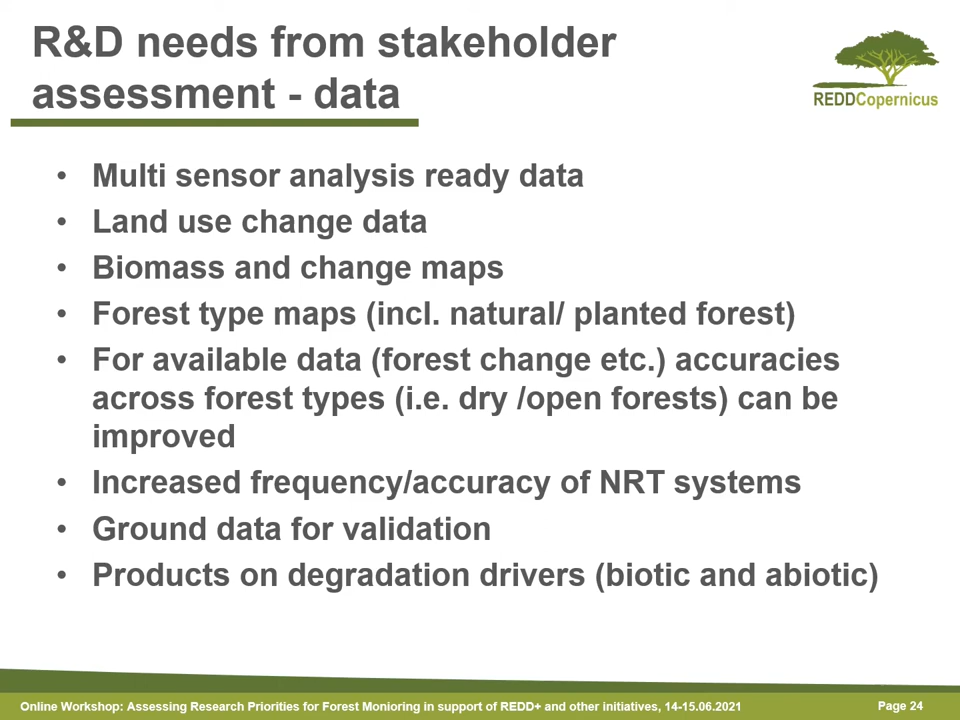 R&D needs from stakeholder
assessment - data
REDDCopernicus
• Multi sensor analysis ready data
• Land use change data
• Biomass and change maps
• Forest type maps (incl. natural/ planted forest)
• For available data (forest change etc.) accuracies
across forest types (i.e. dry /open forests) can be
improved
• Increased frequency/accuracy of NRT systems
• Ground data for validation
• Products on degradation drivers (biotic and abiotic)
Online Workshop: Assessing Research Priorities for Forest Monioring in support of REDD+ and other initiatives, 14-15.06.2021
Page 24